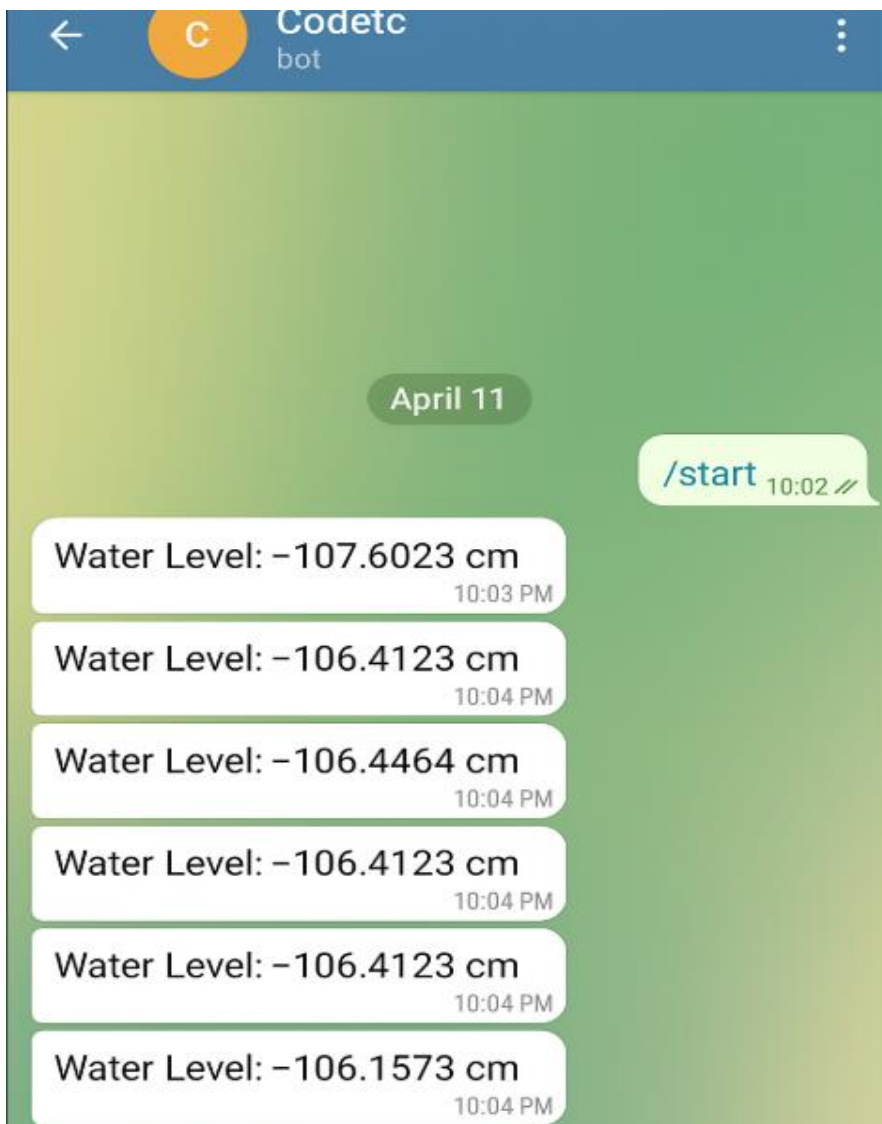 C
Codetc
bot
April 11
/start 10:02
Water Level: −107.6023 cm
10:03 PM
Water Level: −106.4123 cm
10:04 PM
Water Level: −106.4464 cm
10:04 PM
Water Level: −106.4123 cm
10:04 PM
Water Level: −106.4123 cm
10:04 PM
Water Level: −106.1573 cm
10:04 PM